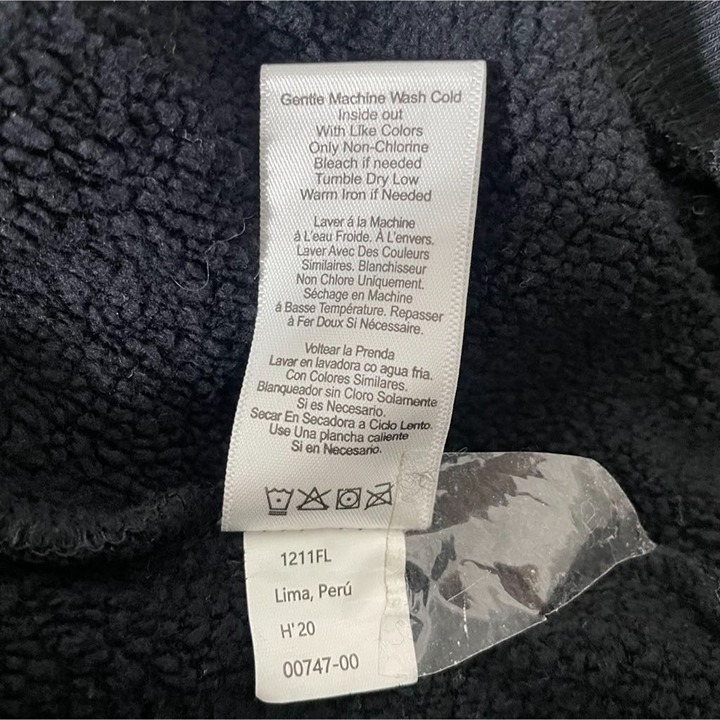 Gentle Machine Wash Cold
Inside out
With Like Colors
Only Non-Chlorine
Bleach if needed
Tumble Dry Low
Warm Iron if Needed
Laver á la Machine
á L'eau Froide. À L'envers.
Laver Avec Des Couleurs
Similaires. Blanchisseur
Non Chlore Uniquement.
Séchage en Machine
à Basse Température. Repasser
à Fer Doux Si Nécessaire.
Voltear la Prenda
Lavar en lavadora co agua fria.
Con Colores Similares.
Blanqueador sin Cloro Solamente
Si es Necesario.
Secar En Secadora a Ciclo Lento.
Use Una plancha caliente
Si en Necesario.
1211FL
Lima, Perú
H'20
00747-00